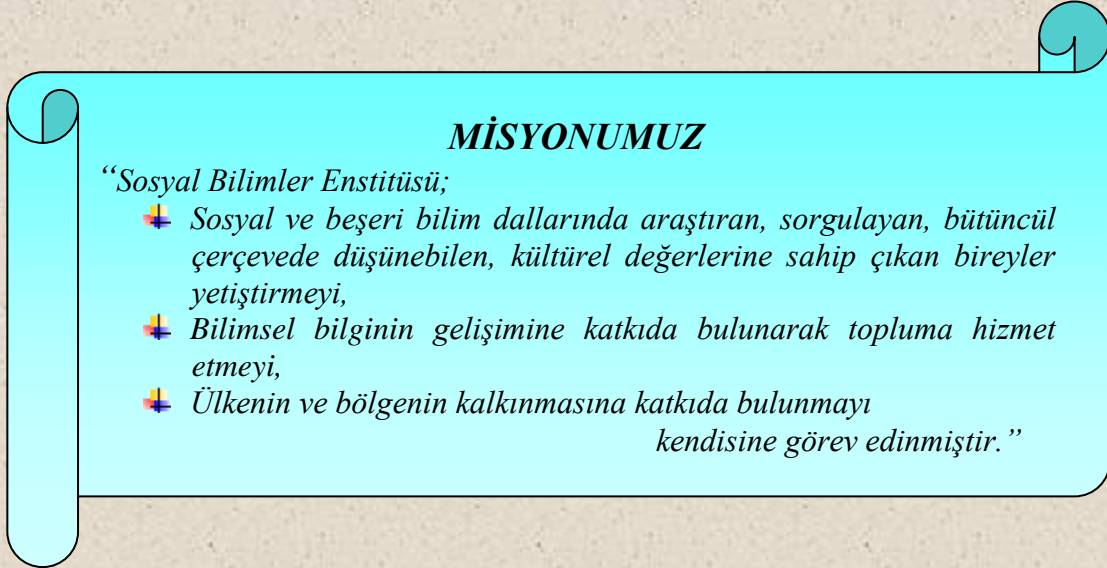 MİSYONUMUZ
“Sosyal Bilimler Enstitüsü;
Sosyal ve beşeri bilim dallarında araştıran, sorgulayan, bütüncül
çerçevede düşünebilen, kültürel değerlerine sahip çıkan bireyler
yetiştirmeyi,
Bilimsel bilginin gelişimine katkıda bulunarak topluma hizmet
etmeyi,
Ülkenin ve bölgenin kalkınmasına katkıda bulunmayı
kendisine görev edinmiştir.”